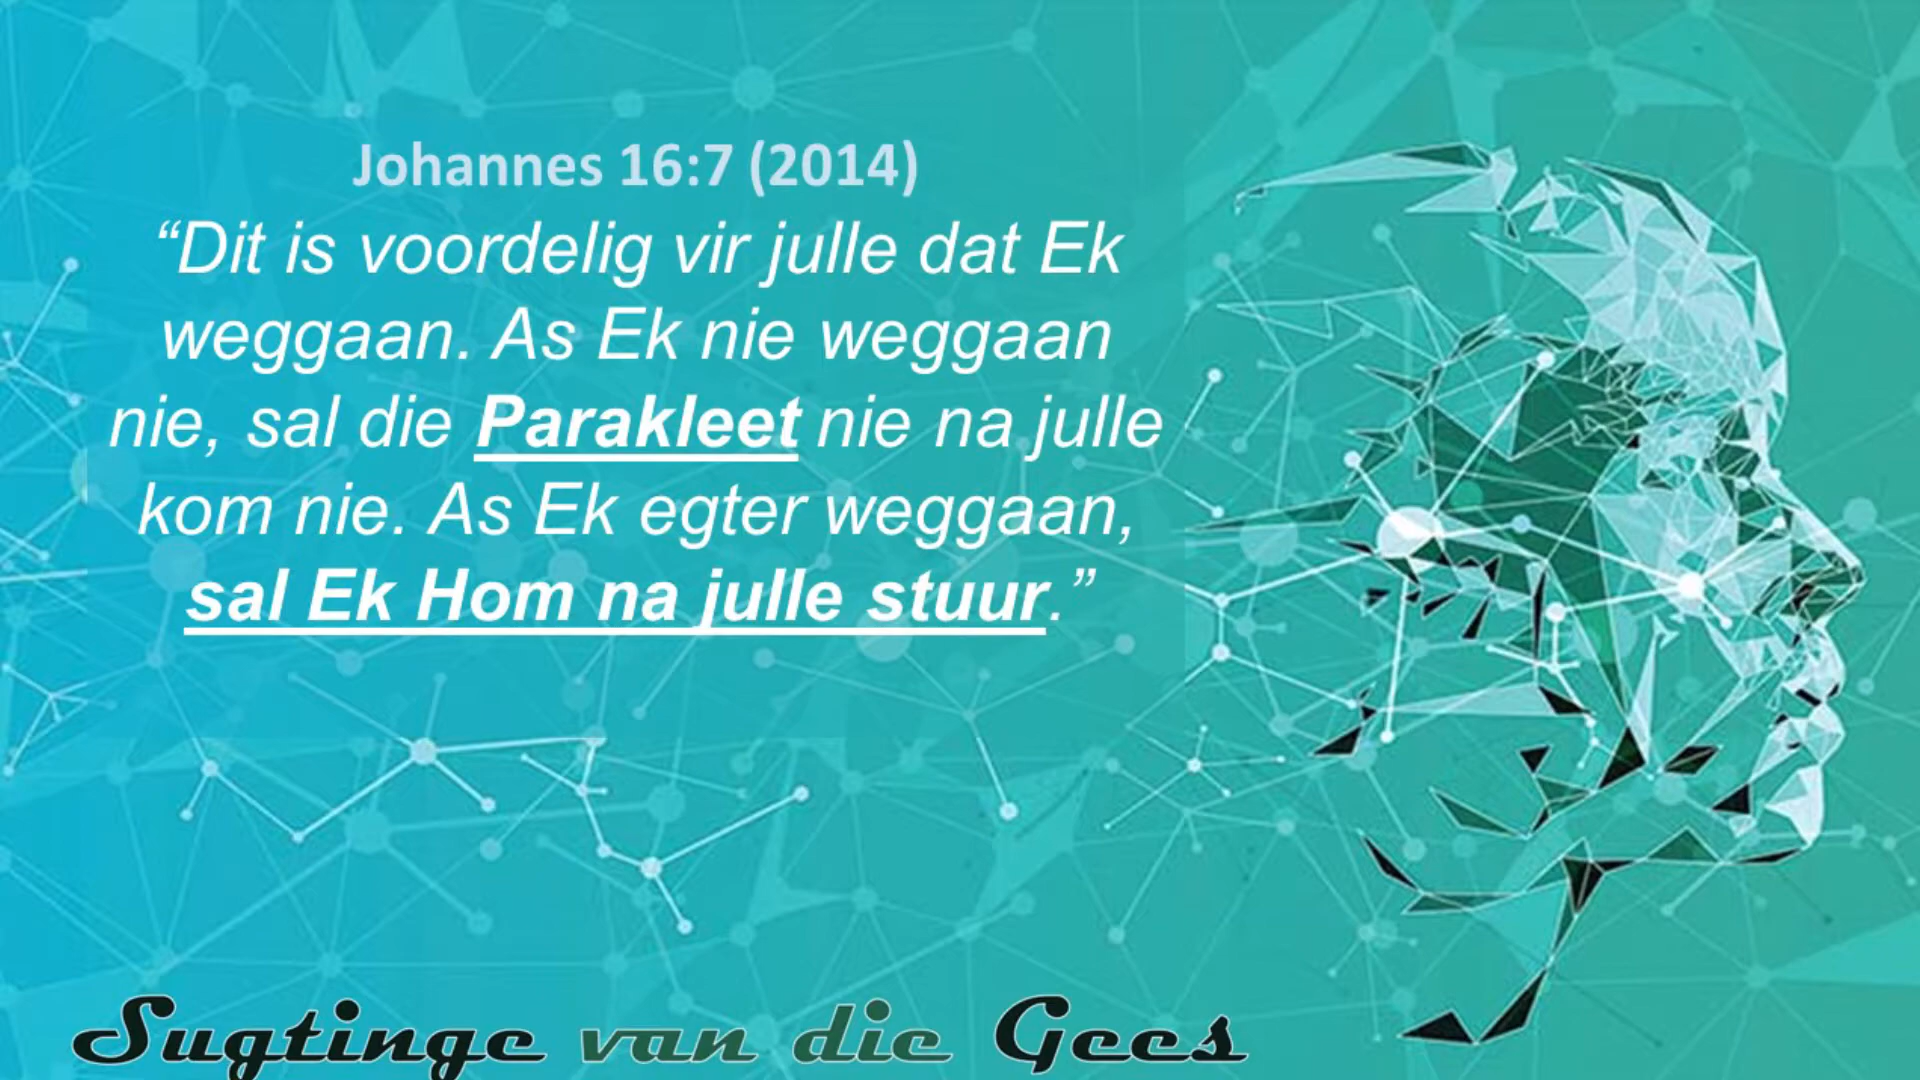 Johannes 16:7 (2014)
“Dit is voordelig vir julle dat Ek
weggaan. As Ek nie weggaan
nie, sal die Parakleet nie na julle
kom nie. As Ek egter weggaan,
sal Ek Hom na julle stuur.”
Sugtinge van die Gees